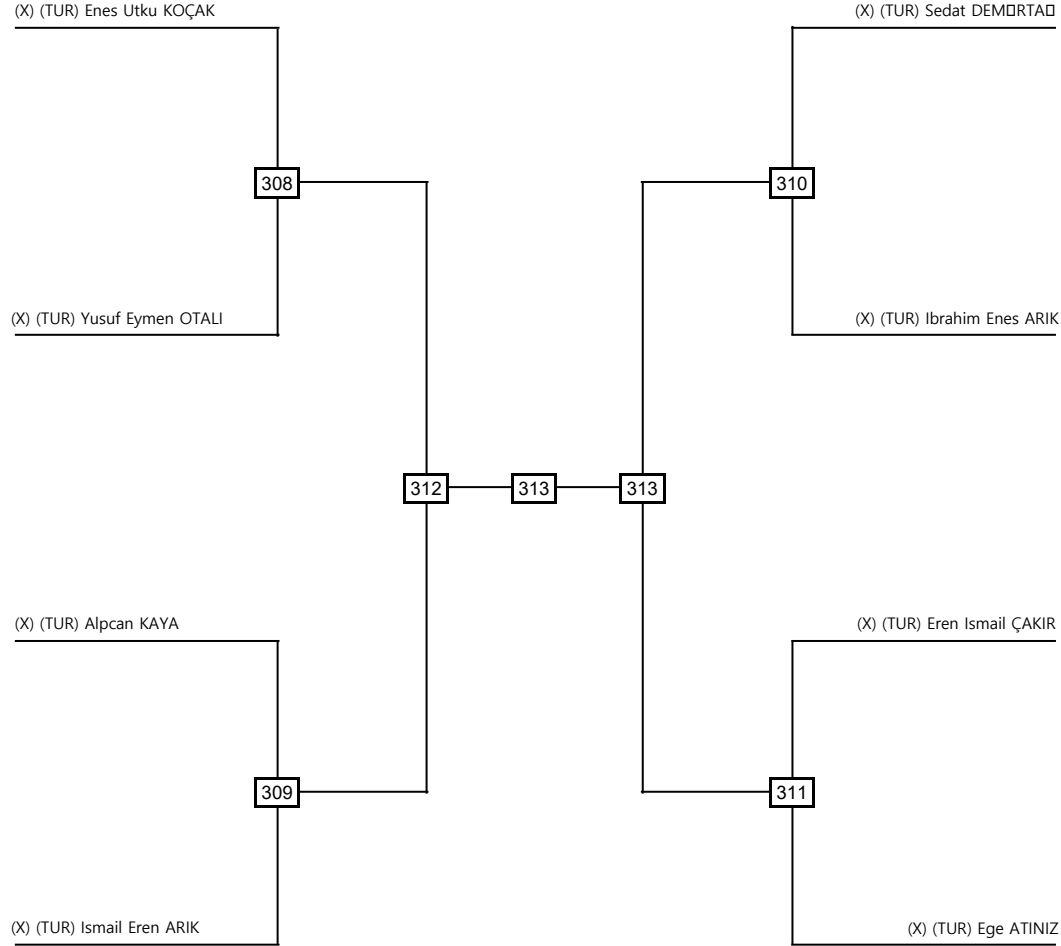 (X) (TUR) Enes Utku KOÇAK
(X) (TUR) Sedat DEM□RTA□
308
310
(X) (TUR) Yusuf Eymen OTALI
(X) (TUR) Ibrahim Enes ARIK
312
313
313
(X) (TUR) Alpcan KAYA
(X) (TUR) Eren Ismail ÇAKIR
309
311
(X) (TUR) Ismail Eren ARIK
(X) (TUR) Ege ATINIZ